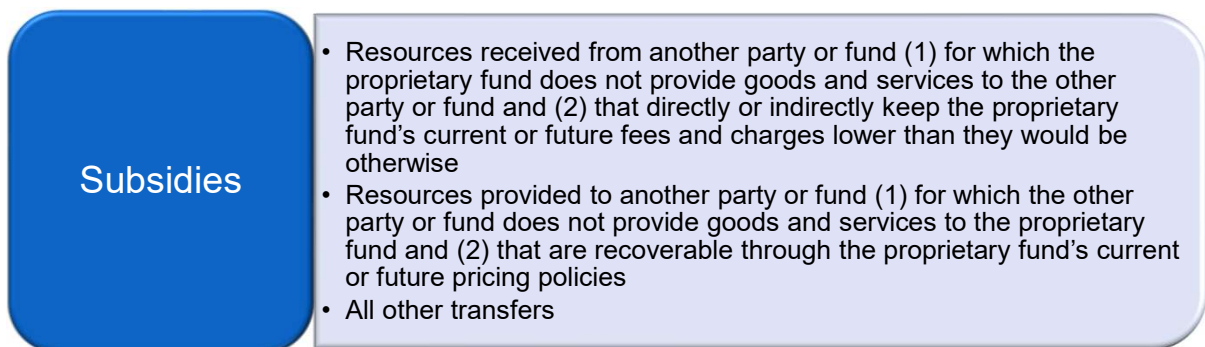 Subsidies
• Resources received from another party or fund (1) for which the
proprietary fund does not provide goods and services to the other
party or fund and (2) that directly or indirectly keep the proprietary
fund’s current or future fees and charges lower than they would be
otherwise
• Resources provided to another party or fund (1) for which the other
party or fund does not provide goods and services to the proprietary
fund and (2) that are recoverable through the proprietary fund’s current
or future pricing policies
• All other transfers